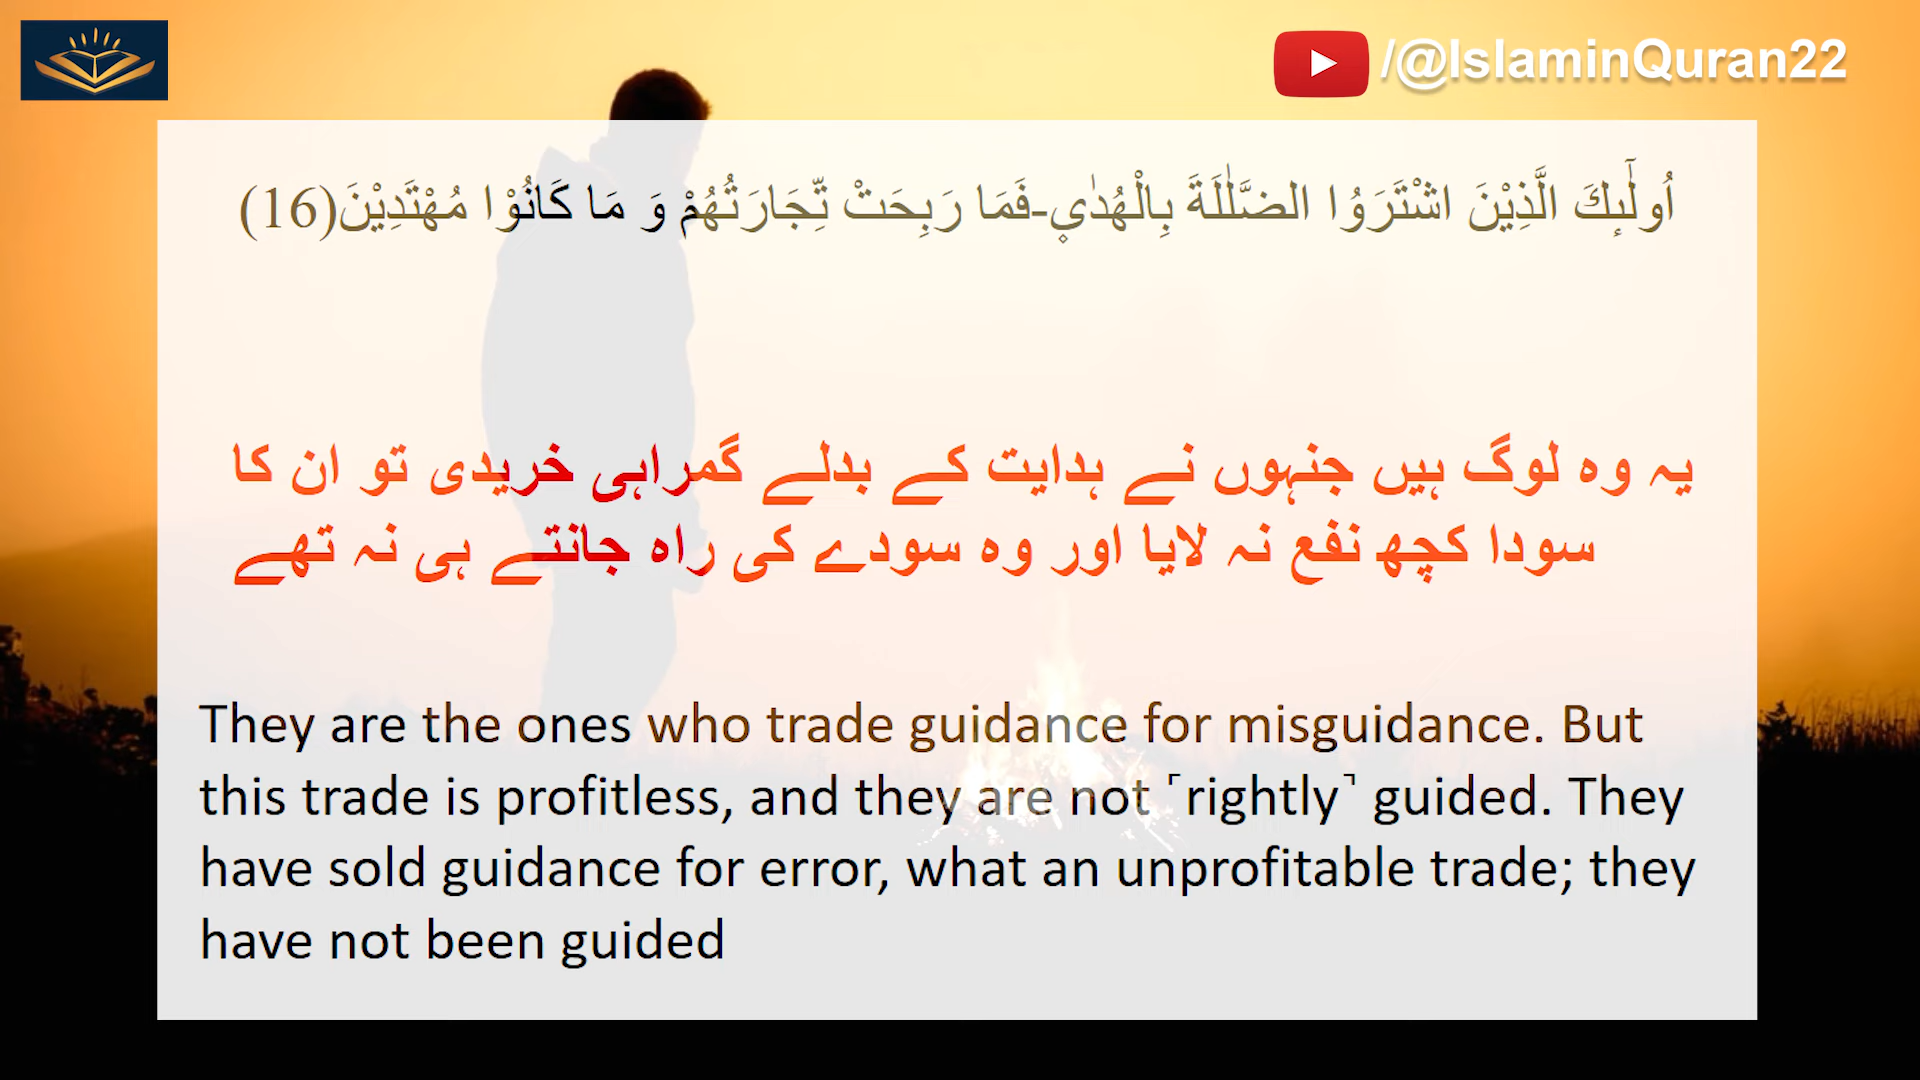 /@IslaminQuran22
اُولٰٓىٕكَ الَّذِیْنَ اشْتَرَوُا الضَّلٰلَةَ بِالْهُدٰى۪-فَمَا رَبِحَتْ تِّجَارَتُهُمْ وَ مَا كَانُوْا مُهْتَدِیْنَ(16)
یہ وہ لوگ ہیں جنہوں نے ہدایت کے بدلے گمراہی خریدی تو ان کا
سودا کچھ نفع نہ لایا اور وہ سودے کی راہ جانتے ہی نہ تھے
They are the ones who trade guidance for misguidance. But
this trade is profitless, and they are not ˹rightly˺ guided. They
have sold guidance for error, what an unprofitable trade; they
have not been guided